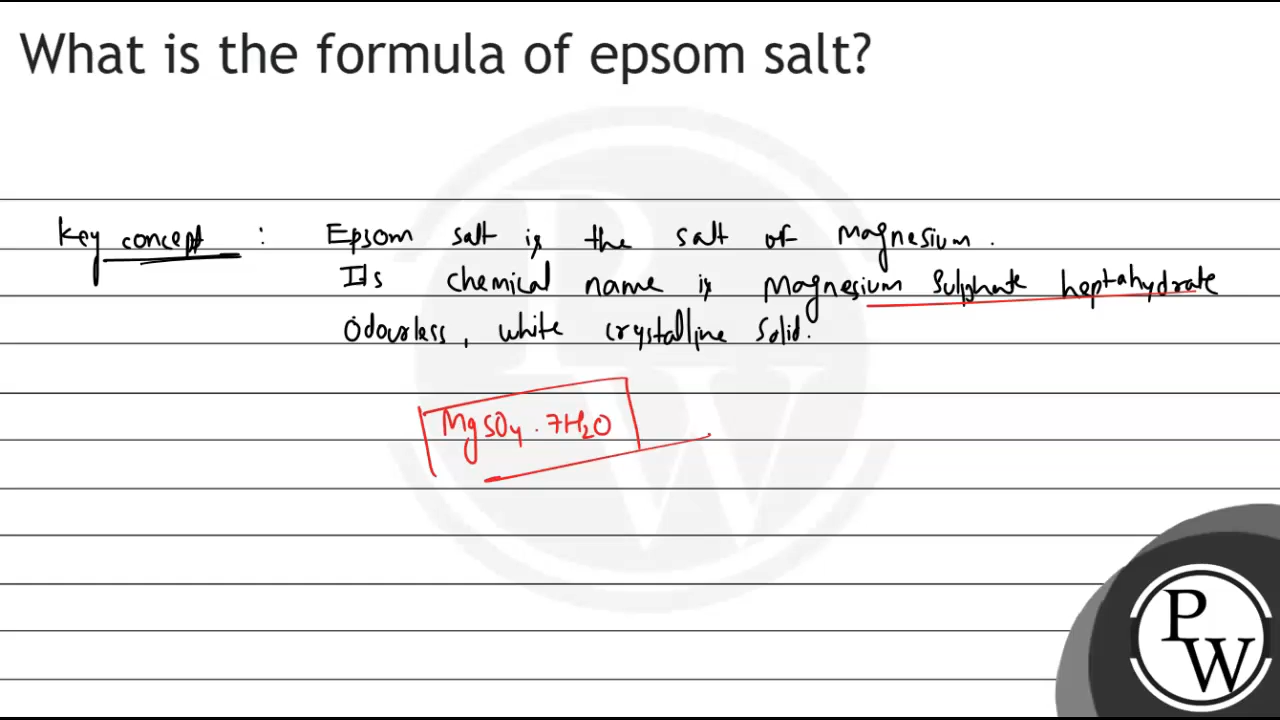 What is the formula of epsom salt?
Key concept : Epsom salt is the salt of magnesium.
Its chemical name is Magnesium Sulphate heptahydrate
Odourless, white crystalline solid.
MgSO₄ . 7H₂O
PW
PW